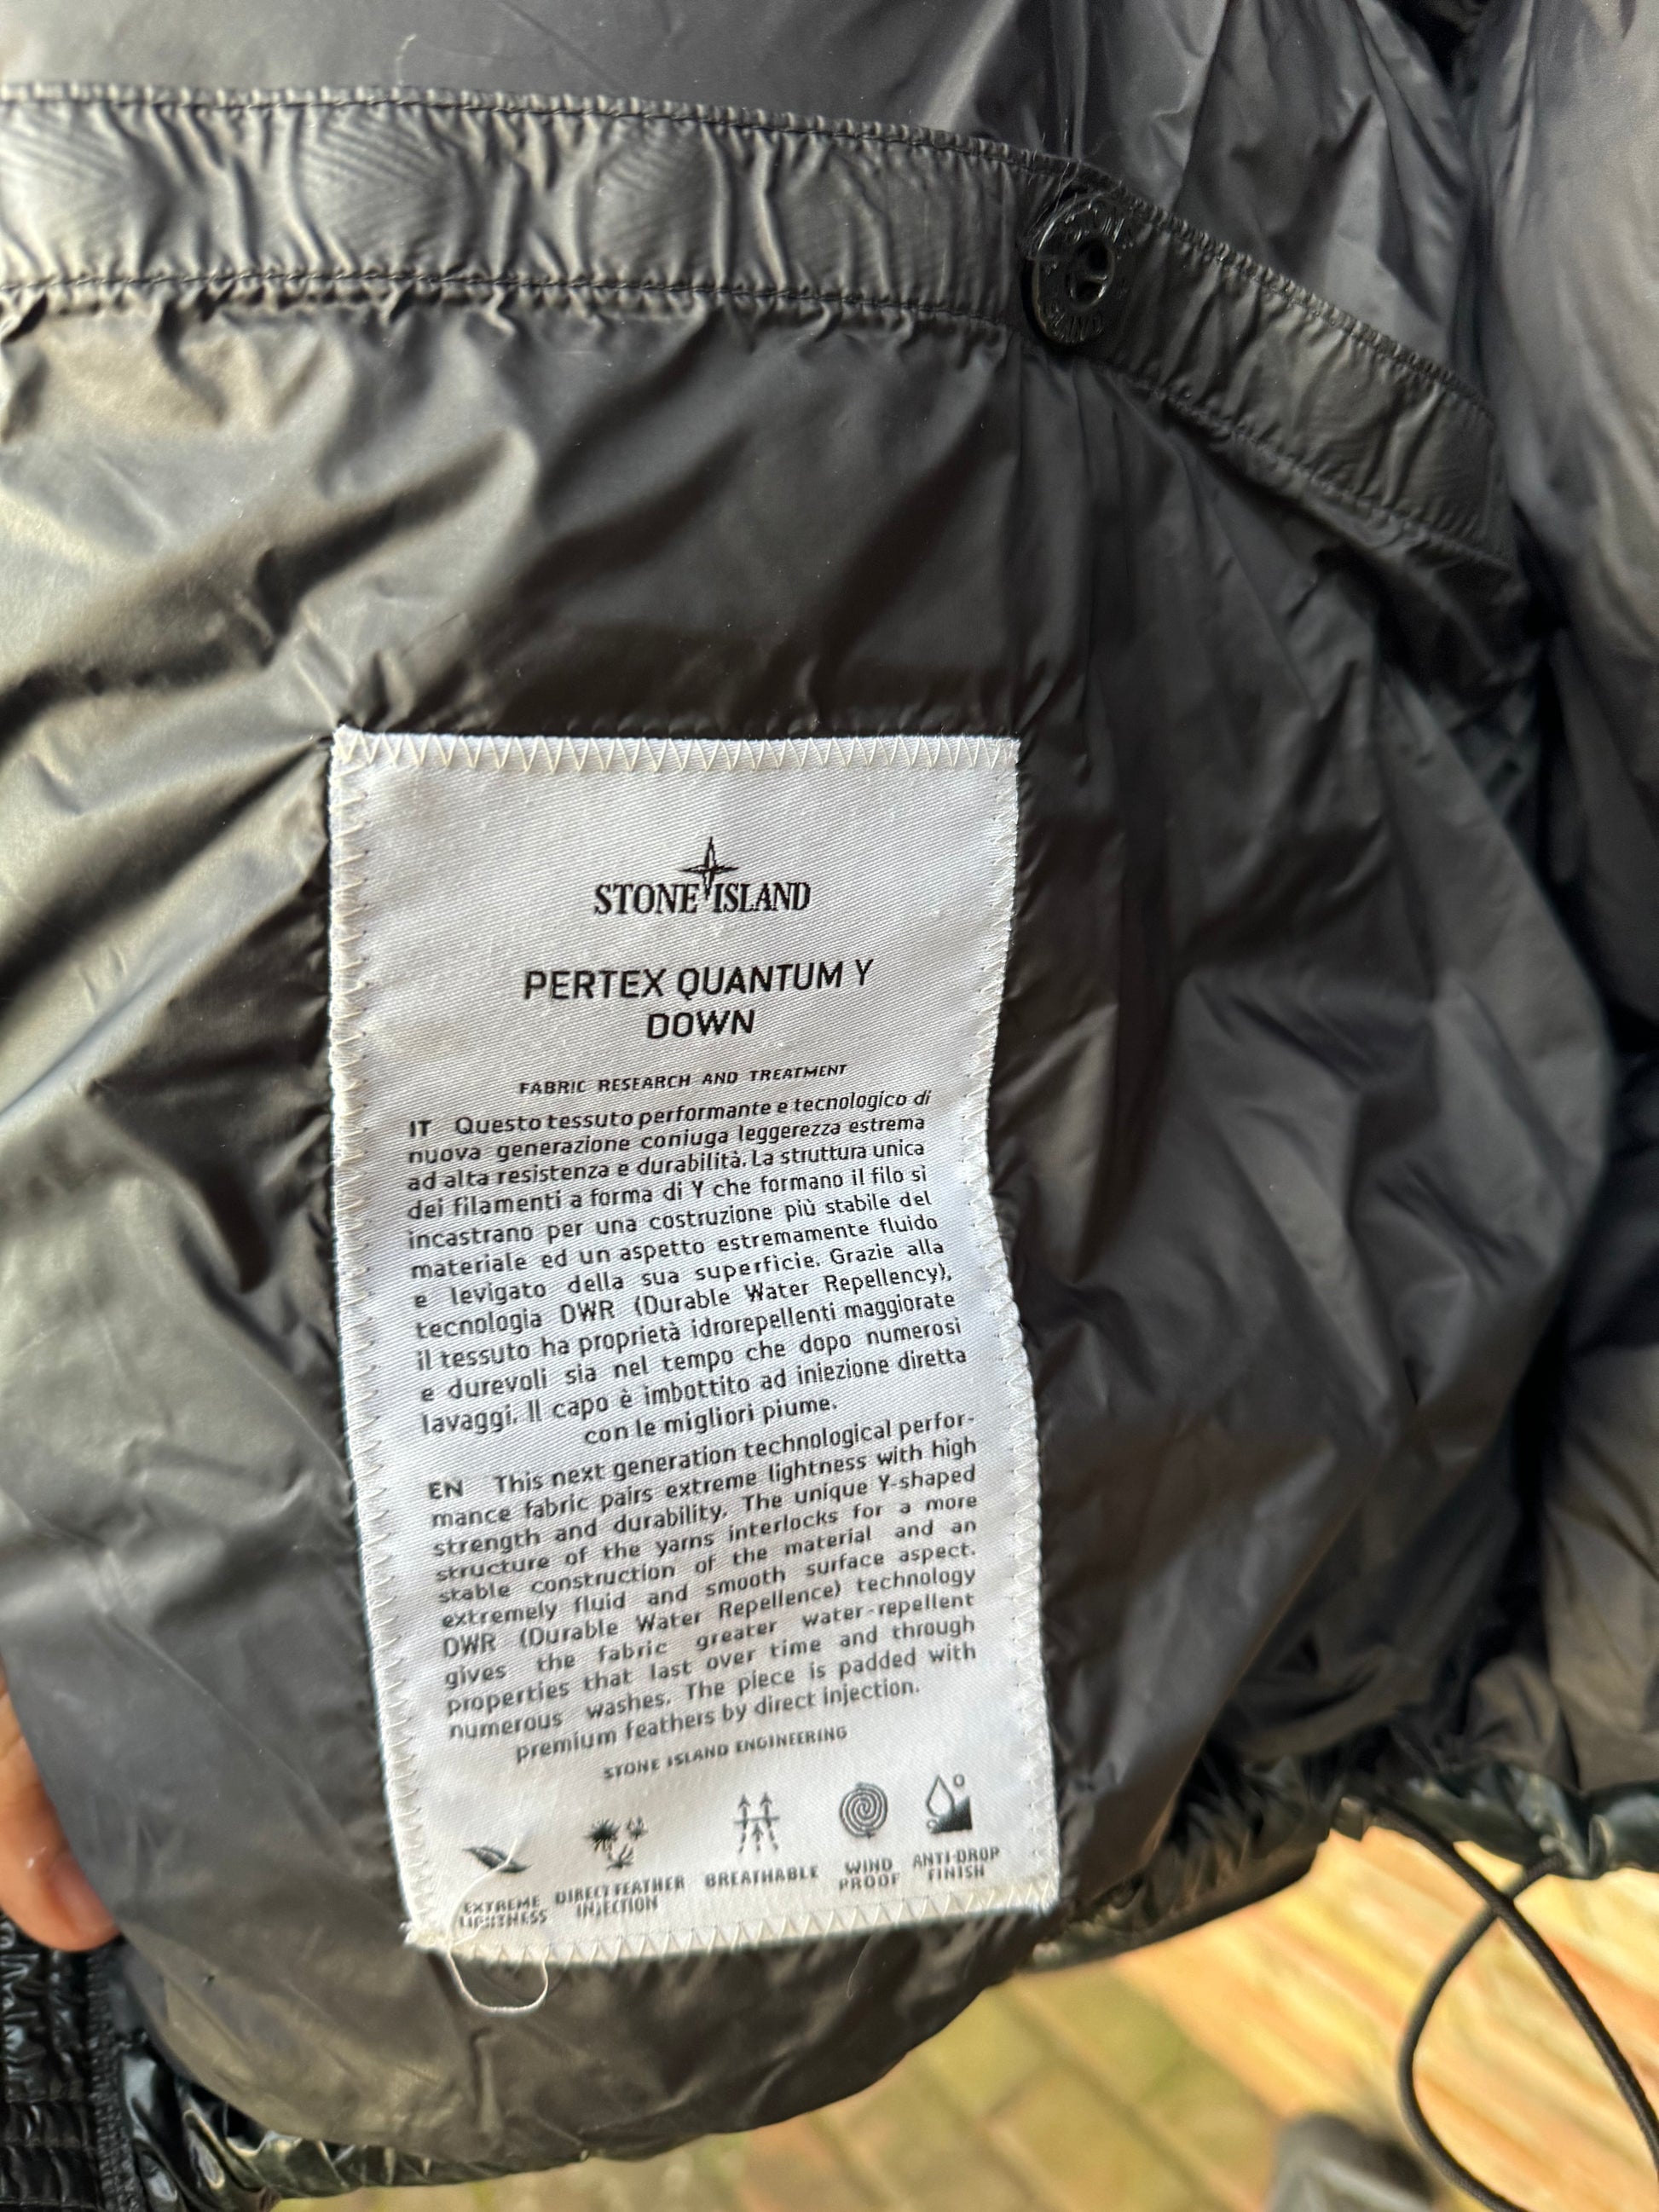 STONE
ISLAND
STONE ISLAND
PERTEX QUANTUM Y
DOWN
FABRIC RESEARCH AND TREATMENT
IT Questo tessuto performante e tecnologico di
nuova generazione coniuga leggerezza estrema
ad alta resistenza e durabilità. La struttura unica
dei filamenti a forma di Y che formano il filo si
incastrano per una costruzione più stabile del
materiale ed un aspetto estremamente fluido
e levigato della sua superficie. Grazie alla
tecnologia DWR (Durable Water Repellency),
il tessuto ha proprietà idrorepellenti maggiorate
e durevoli sia nel tempo che dopo numerosi
lavaggi. Il capo è imbottito ad iniezione diretta
con le migliori piume.
EN This next generation technological perfor-
mance fabric pairs extreme lightness with high
strength and durability. The unique Y-shaped
structure of the yarns interlocks for a more
stable construction of the material and an
extremely fluid and smooth surface aspect.
DWR (Durable Water Repellence) technology
gives the fabric greater water-repellent
properties that last over time and through
numerous washes. The piece is padded with
premium feathers by direct injection.
STONE ISLAND ENGINEERING
EXTREME
LIGHTNESS
DIRECT FEATHER
INJECTION
BREATHABLE
WIND
PROOF
ANTI-DROP
FINISH